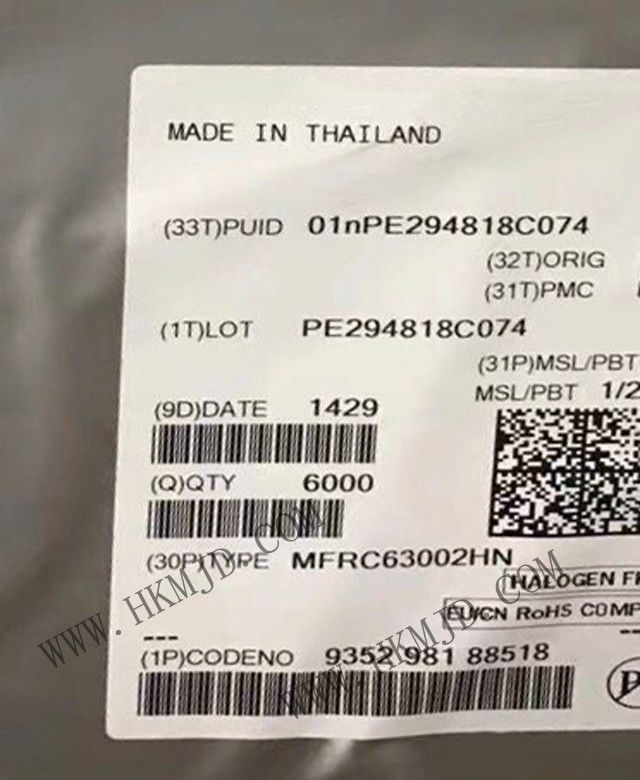 MADE IN THAILAND
(33T)PUID 01nPE294818C074
(32T)ORIG
(31T)PMC
(1T)LOT PE294818C074
(31P)MSL/PBT
MSL/PBT 1/2
(9D)DATE 1429
(Q)QTY 6000
(30P)TYPE MFRC63002HN
HALOGEN FR
EU/CN RoHS COMP
---
(1P)CODENO 9352 981 88518
WWW.HKMJD.COM
WWW.HKMJD.COM